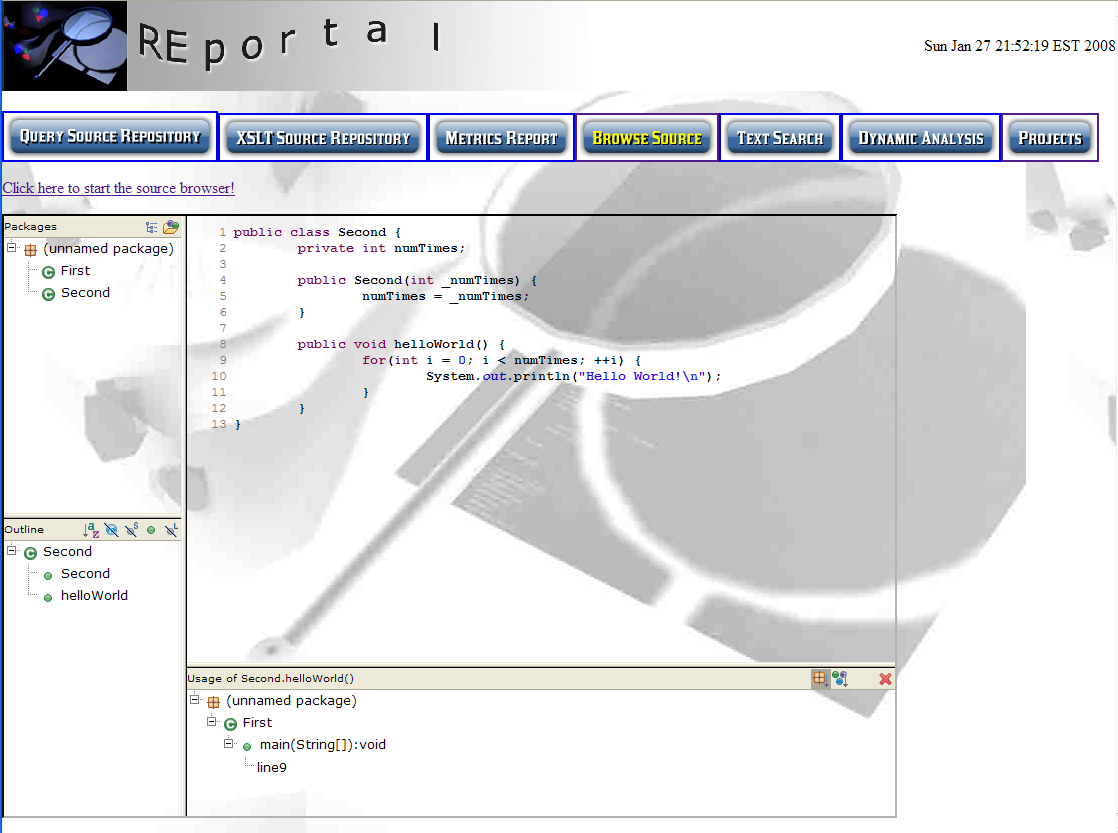 REportal
Sun Jan 27 21:52:19 EST 2008
Query Source Repository XSLT Source Repository Metrics Report Browse Source Text Search Dynamic Analysis Projects
Click here to start the source browser!
Packages
(unnamed package)
First
Second
1 public class Second {
2 private int numTimes;
3
4 public Second(int _numTimes) {
5 numTimes = _numTimes;
6 }
7
8 public void helloWorld() {
9 for(int i = 0; i < numTimes; ++i) {
10 System.out.println("Hello World!\n");
11 }
12 }
13 }
Outline
Second
Second
helloWorld
Usage of Second.helloWorld()
(unnamed package)
First
main(String[]):void
line9